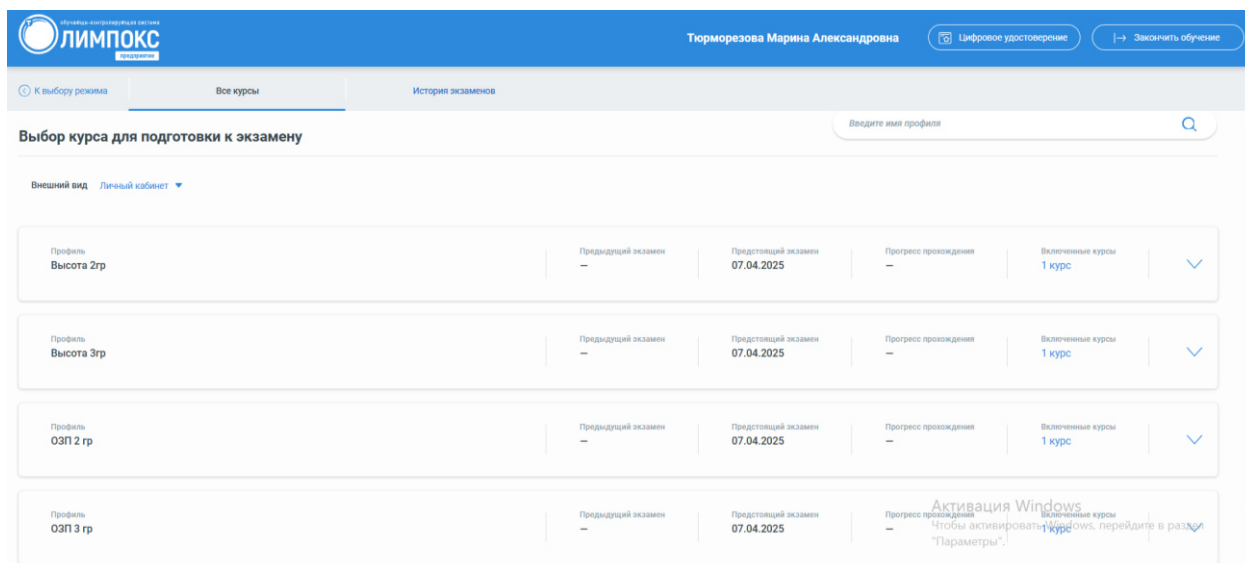 обучающе-контролирующая система
ОЛИМПОКС
предприятие
Тюрморезова Марина Александровна
Цифровое удостоверение
Закончить обучение
К выбору режима
Все курсы
История экзаменов
Введите имя профиля
Выбор курса для подготовки к экзамену
Внешний вид Личный кабинет
Профиль Предыдущий экзамен Предстоящий экзамен Прогресс прохождения Включенные курсы
Высота 2гр – 07.04.2025 – 1 курс
Профиль Предыдущий экзамен Предстоящий экзамен Прогресс прохождения Включенные курсы
Высота 3гр – 07.04.2025 – 1 курс
Профиль Предыдущий экзамен Предстоящий экзамен Прогресс прохождения Включенные курсы
ОЗП 2 гр – 07.04.2025 – 1 курс
Профиль Предыдущий экзамен Предстоящий экзамен Прогресс прохождения Включенные курсы
ОЗП 3 гр – 07.04.2025 – 1 курс
Активация Windows
Чтобы активировать Windows, перейдите в раздел
"Параметры".